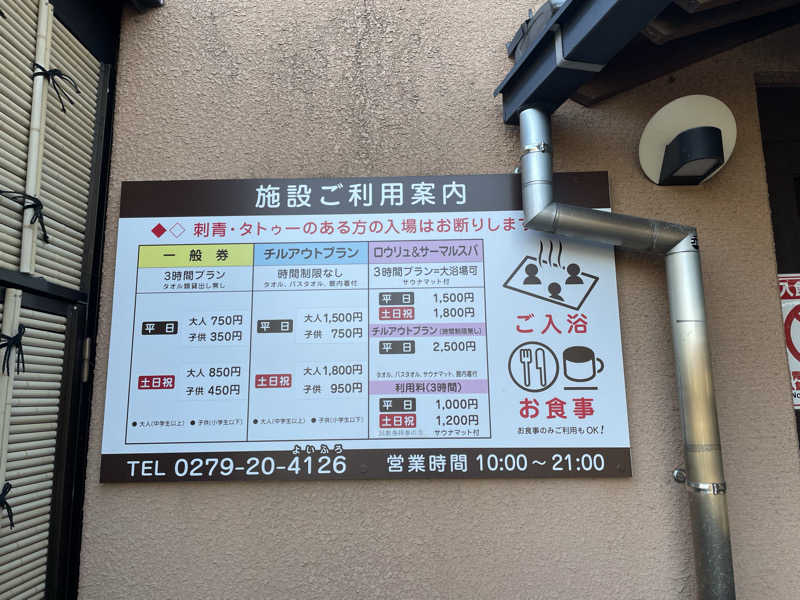 施設ご利用案内
◆◇ 刺青・タトゥーのある方の入場はお断りします
一般券
3時間プラン
タオル類貸出し無し
平日 大人 750円
子供 350円
土日祝 大人 850円
子供 450円
● 大人(中学生以上) ● 子供(小学生以下)
チルアウトプラン
時間制限なし
タオル、バスタオル、館内着付
平日 大人 1,500円
子供 750円
土日祝 大人 1,800円
子供 950円
● 大人(中学生以上) ● 子供(小学生以下)
ロウリュ&サーマルスパ
3時間プラン=大浴場可
サウナマット付
平日 1,500円
土日祝 1,800円
チルアウトプラン(時間制限無し)
平日 2,500円
タオル、バスタオル、サウナマット、館内着付
利用料(3時間)
平日 1,000円
土日祝 1,200円
サウナマット付
ご入浴
お食事
お食事のみご利用もOK!
よいふろ
TEL 0279-20-4126
営業時間 10:00～21:00
入